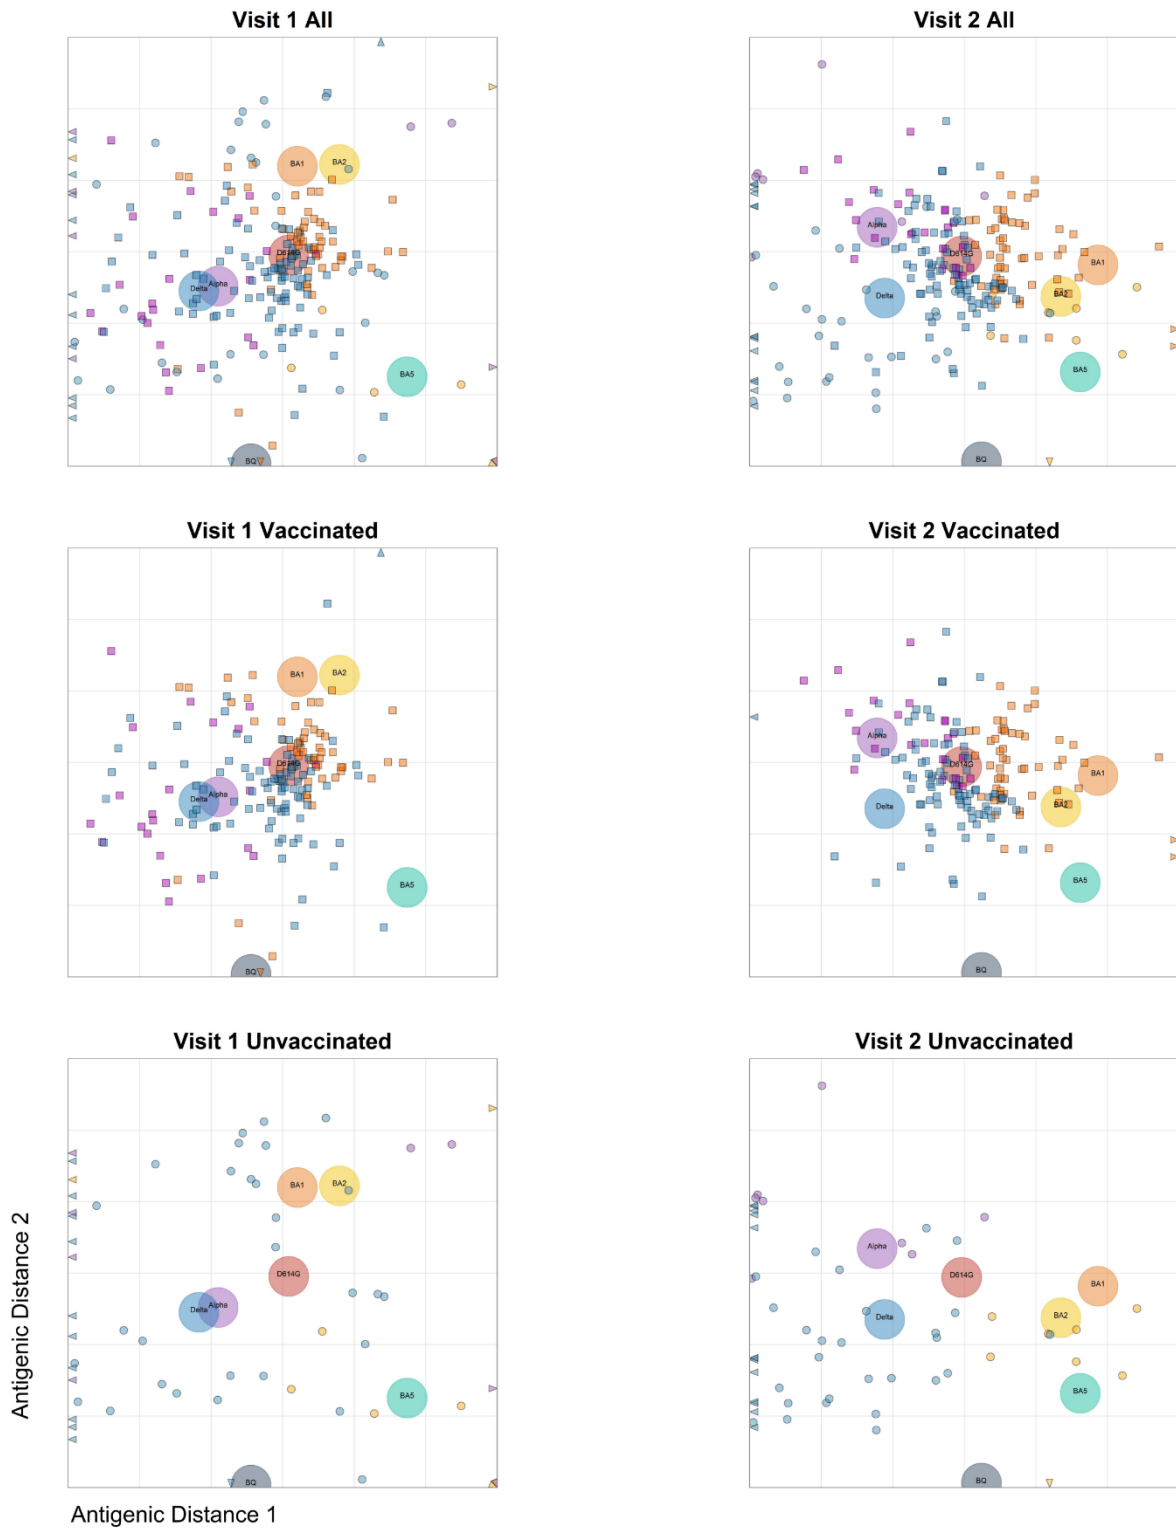 Visit 1 All
Visit 2 All
BA1
BA2
D614G
Delta
Alpha
BA5
BQ
Alpha
D614G
BA1
BA2
Delta
BA5
BQ
Visit 1 Vaccinated
Visit 2 Vaccinated
BA1
BA2
D614G
Delta
Alpha
BA5
BQ
Alpha
D614G
BA1
BA2
Delta
BA5
BQ
Visit 1 Unvaccinated
Visit 2 Unvaccinated
BA1
BA2
D614G
Delta
Alpha
BA5
BQ
Alpha
D614G
BA1
BA2
Delta
BA5
BQ
Antigenic Distance 2
Antigenic Distance 1